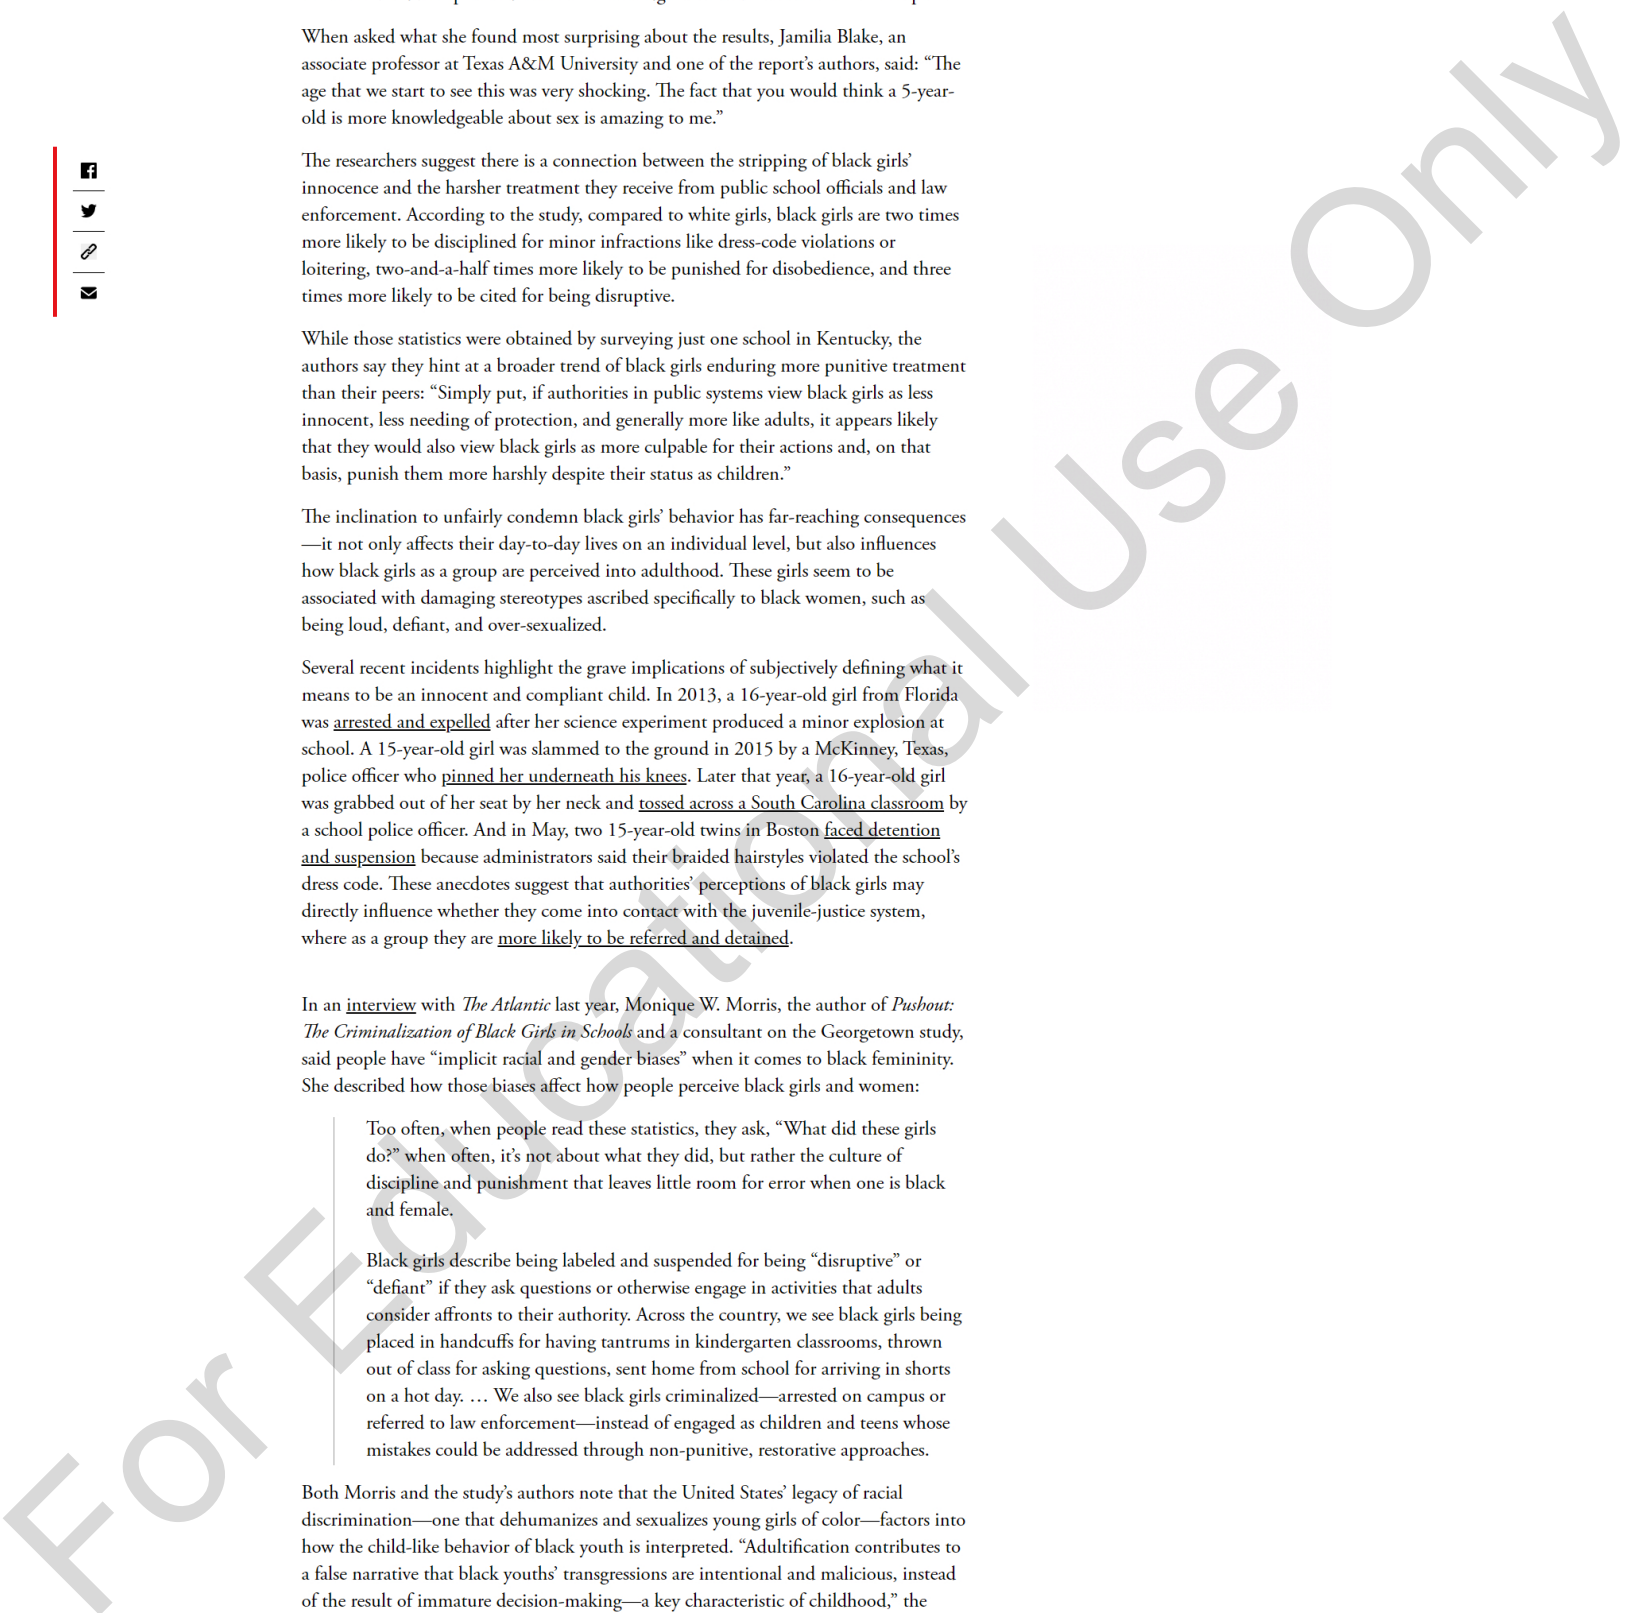 When asked what she found most surprising about the results, Jamilia Blake, an
associate professor at Texas A&M University and one of the report’s authors, said: “The
age that we start to see this was very shocking. The fact that you would think a 5-year-
old is more knowledgeable about sex is amazing to me.”
The researchers suggest there is a connection between the stripping of black girls’
innocence and the harsher treatment they receive from public school officials and law
enforcement. According to the study, compared to white girls, black girls are two times
more likely to be disciplined for minor infractions like dress-code violations or
loitering, two-and-a-half times more likely to be punished for disobedience, and three
times more likely to be cited for being disruptive.
While those statistics were obtained by surveying just one school in Kentucky, the
authors say they hint at a broader trend of black girls enduring more punitive treatment
than their peers: “Simply put, if authorities in public systems view black girls as less
innocent, less needing of protection, and generally more like adults, it appears likely
that they would also view black girls as more culpable for their actions and, on that
basis, punish them more harshly despite their status as children.”
The inclination to unfairly condemn black girls’ behavior has far-reaching consequences
—it not only affects their day-to-day lives on an individual level, but also influences
how black girls as a group are perceived into adulthood. These girls seem to be
associated with damaging stereotypes ascribed specifically to black women, such as
being loud, defiant, and over-sexualized.
Several recent incidents highlight the grave implications of subjectively defining what it
means to be an innocent and compliant child. In 2013, a 16-year-old girl from Florida
was arrested and expelled after her science experiment produced a minor explosion at
school. A 15-year-old girl was slammed to the ground in 2015 by a McKinney, Texas,
police officer who pinned her underneath his knees. Later that year, a 16-year-old girl
was grabbed out of her seat by her neck and tossed across a South Carolina classroom by
a school police officer. And in May, two 15-year-old twins in Boston faced detention
and suspension because administrators said their braided hairstyles violated the school’s
dress code. These anecdotes suggest that authorities’ perceptions of black girls may
directly influence whether they come into contact with the juvenile-justice system,
where as a group they are more likely to be referred and detained.
In an interview with The Atlantic last year, Monique W. Morris, the author of Pushout:
The Criminalization of Black Girls in Schools and a consultant on the Georgetown study,
said people have “implicit racial and gender biases” when it comes to black femininity.
She described how those biases affect how people perceive black girls and women:
Too often, when people read these statistics, they ask, “What did these girls
do?” when often, it’s not about what they did, but rather the culture of
discipline and punishment that leaves little room for error when one is black
and female.
Black girls describe being labeled and suspended for being “disruptive” or
“defiant” if they ask questions or otherwise engage in activities that adults
consider affronts to their authority. Across the country, we see black girls being
placed in handcuffs for having tantrums in kindergarten classrooms, thrown
out of class for asking questions, sent home from school for arriving in shorts
on a hot day. … We also see black girls criminalized—arrested on campus or
referred to law enforcement—instead of engaged as children and teens whose
mistakes could be addressed through non-punitive, restorative approaches.
Both Morris and the study’s authors note that the United States’ legacy of racial
discrimination—one that dehumanizes and sexualizes young girls of color—factors into
how the child-like behavior of black youth is interpreted. “Adultification contributes to
a false narrative that black youths’ transgressions are intentional and malicious, instead
of the result of immature decision-making—a key characteristic of childhood,” the
For Educational Use Only